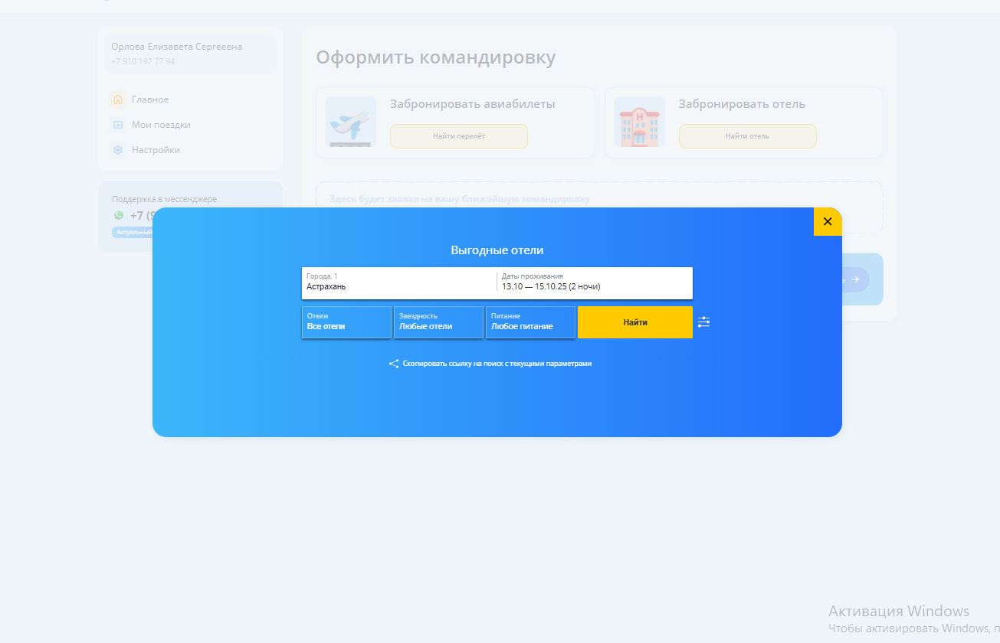 Орлова Елизавета Сергеевна
+7 910 197 77 94
Главное
Мои поездки
Настройки
Поддержка в мессенджере
+7 (9
Актуальный
Оформить командировку
Забронировать авиабилеты
Найти перелёт
Забронировать отель
Найти отель
Здесь будет заявка на вашу ближайшую командировку
Выгодные отели
Города, 1
Астрахань
Даты проживания
13.10 — 15.10.25 (2 ночи)
Отели
Все отели
Звездность
Любые отели
Питание
Любое питание
Найти
Скопировать ссылку на поиск с текущими параметрами
Активация Windows
Чтобы активировать Windows, п